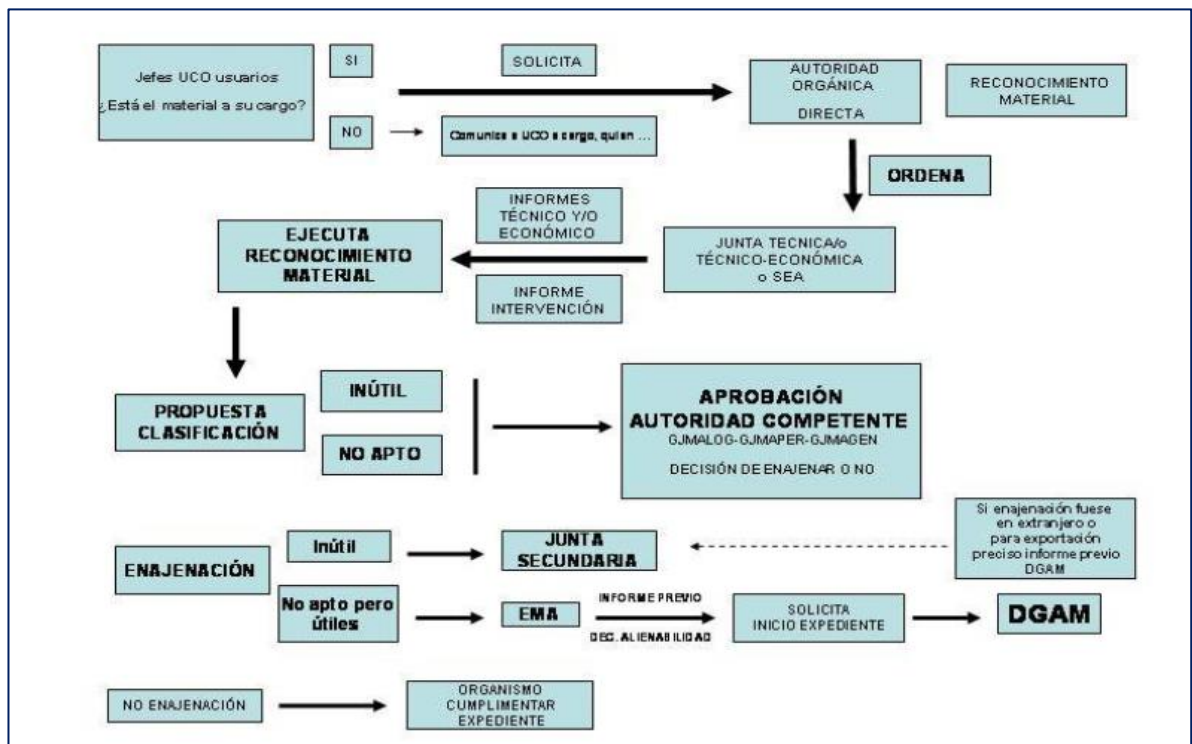 Jefes UCO usuarios
¿Está el material a su cargo?
SI
SOLICITA
NO
Comunica a UCO a cargo, quien ...
AUTORIDAD
ORGÁNICA
DIRECTA
RECONOCIMIENTO
MATERIAL
ORDENA
INFORMES
TÉCNICO Y/O
ECONÓMICO
EJECUTA
RECONOCIMIENTO
MATERIAL
JUNTA TECNICA/o
TÉCNICO-ECONÓMICA
o SEA
INFORME
INTERVENCIÓN
PROPUESTA
CLASIFICACIÓN
INÚTIL
NO APTO
APROBACIÓN
AUTORIDAD COMPETENTE
GJMALOG-GJMAPER-GJMAGEN
DECISIÓN DE ENAJENAR O NO
Si enajenación fuese
en extranjero o
para exportación
preciso informe previo
DGAM
ENAJENACIÓN
Inútil
JUNTA
SECUNDARIA
No apto pero
útiles
EMA
INFORME PREVIO
DEC. ALIENABILIDAD
SOLICITA
INICIO EXPEDIENTE
DGAM
NO ENAJENACIÓN
ORGANISMO
CUMPLIMENTAR
EXPEDIENTE